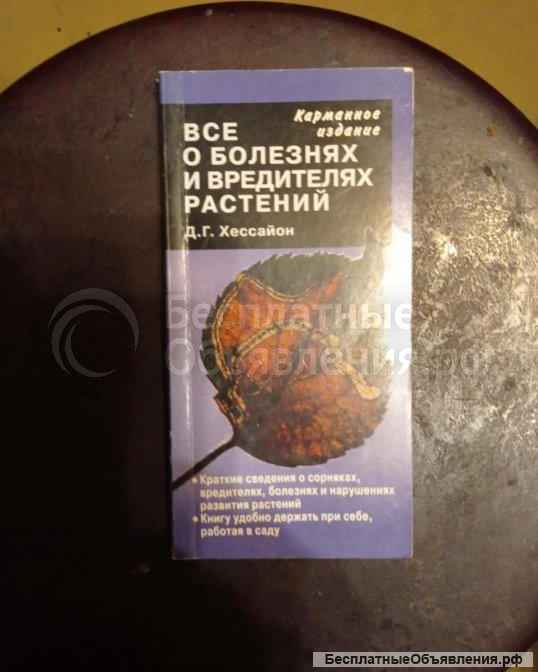 Карманное
издание
ВСЕ
О БОЛЕЗНЯХ
И ВРЕДИТЕЛЯХ
РАСТЕНИЙ
Д.Г. Хессайон
Бесплатные
Объявления.рф
• Краткие сведения о сорняках,
вредителях, болезнях и нарушениях
развития растений
• Книгу удобно держать при себе,
работая в саду
БесплатныеОбъявления.рф